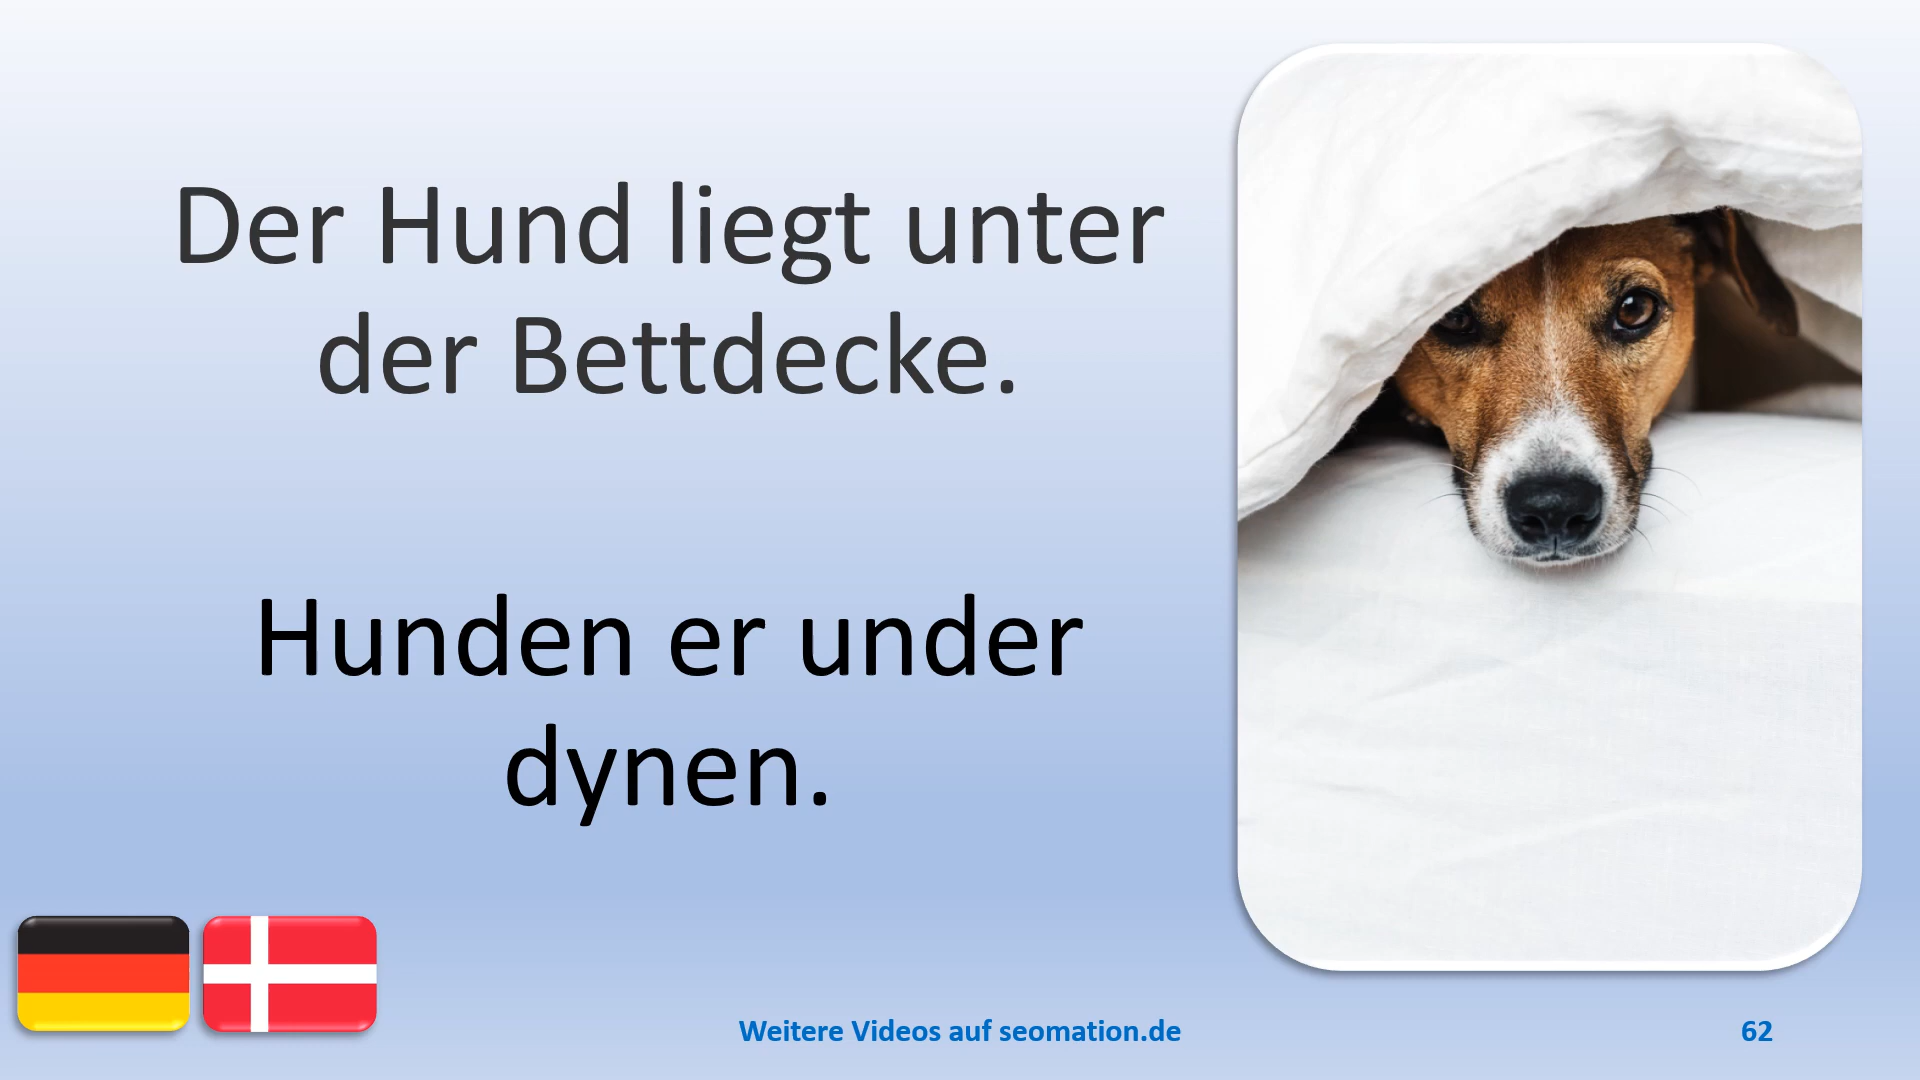 Der Hund liegt unter
der Bettdecke.
Hunden er under
dynen.
Weitere Videos auf seomation.de
62